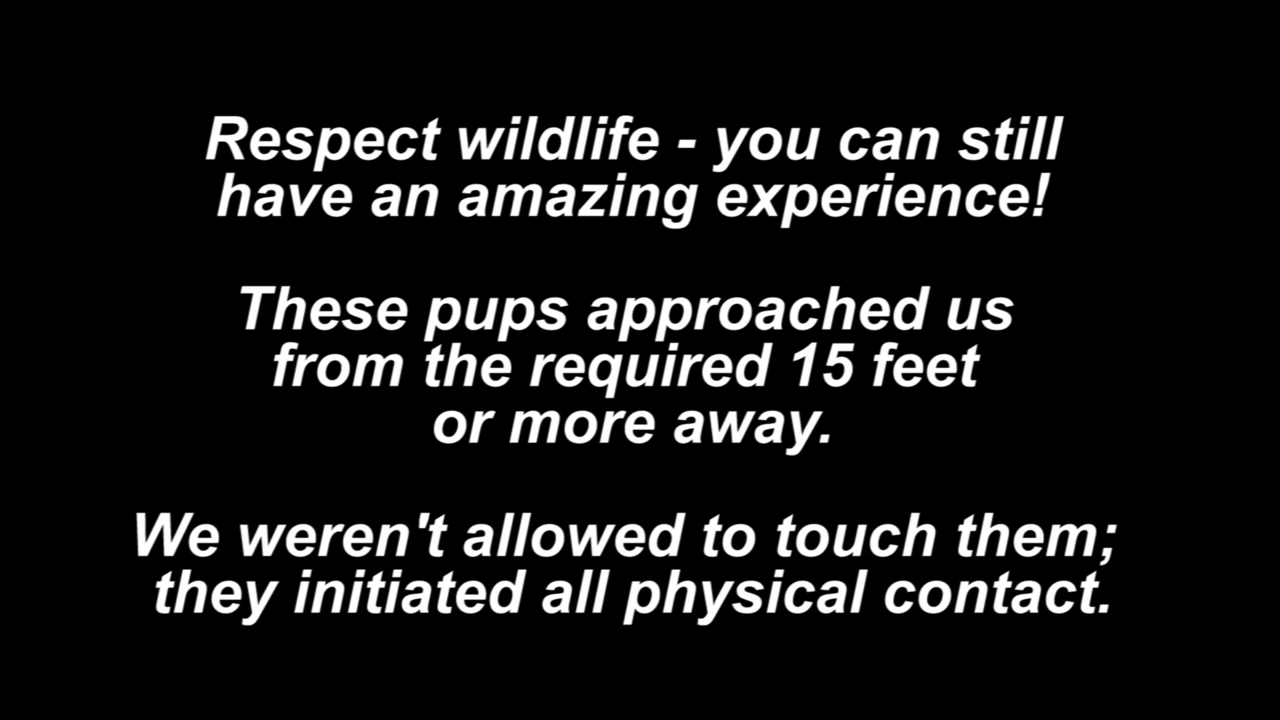 Respect wildlife - you can still
have an amazing experience!
These pups approached us
from the required 15 feet
or more away.
We weren't allowed to touch them;
they initiated all physical contact.